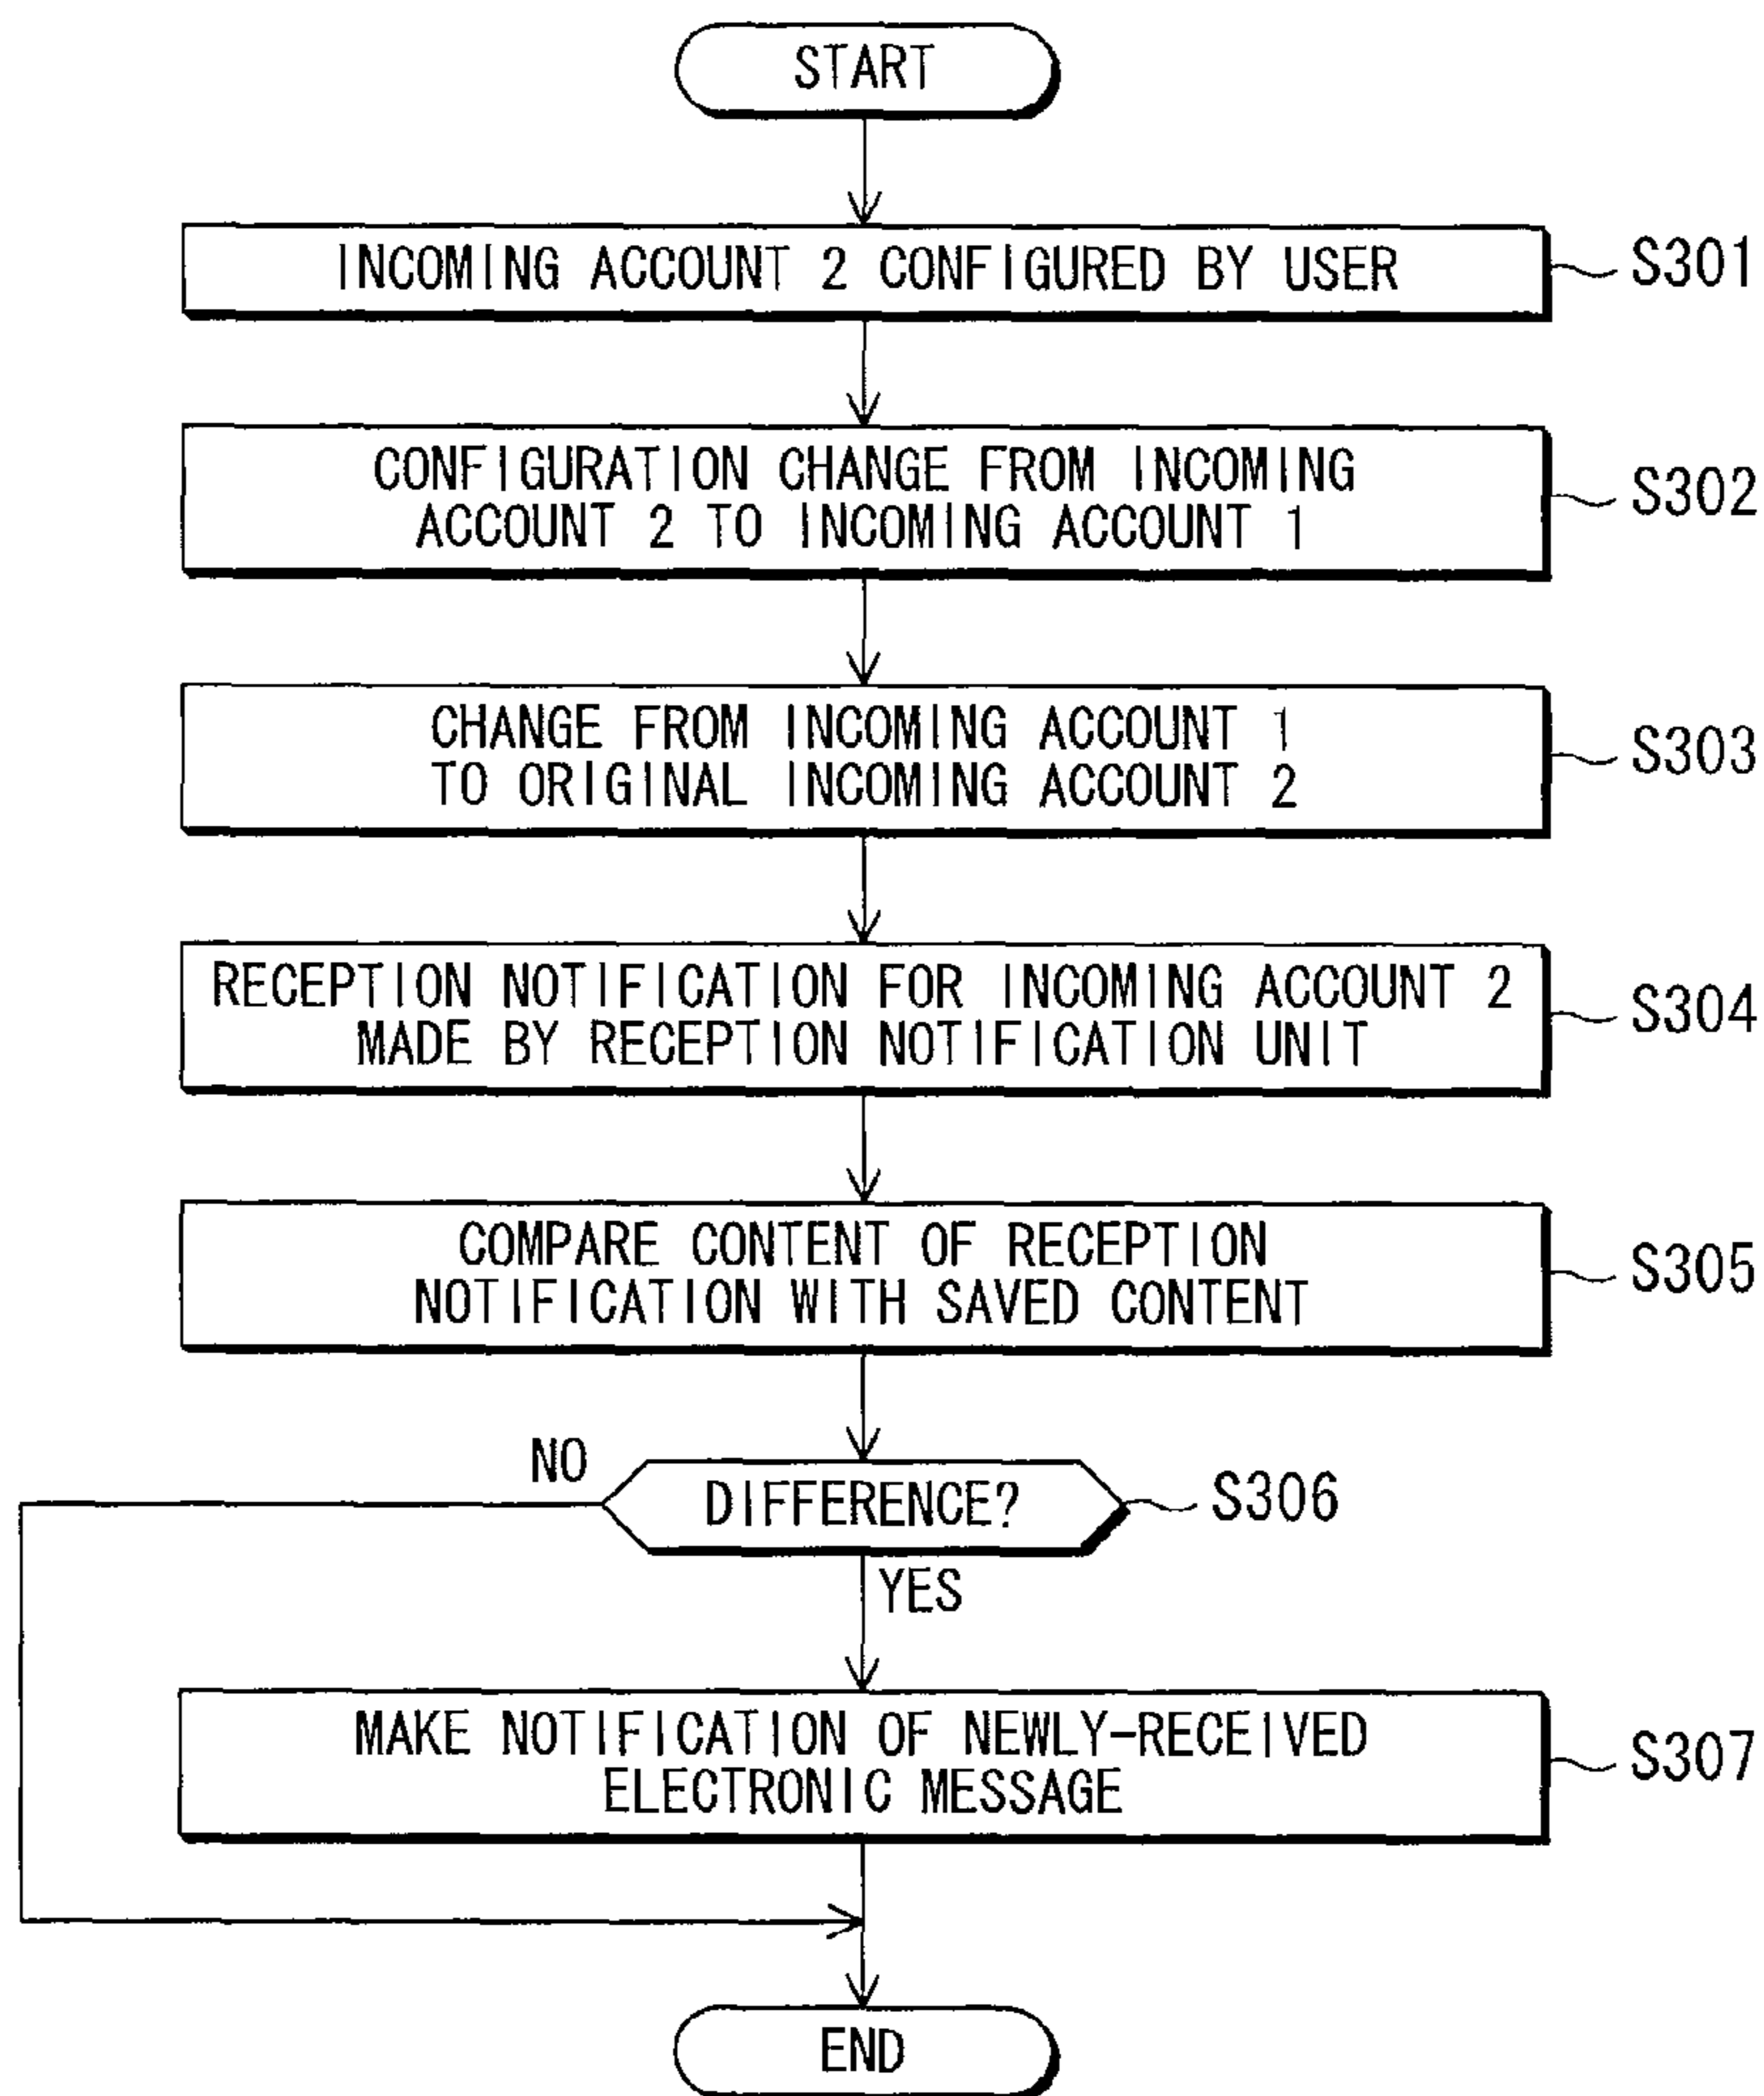 START
INCOMING ACCOUNT 2 CONFIGURED BY USER
S301
CONFIGURATION CHANGE FROM INCOMING
ACCOUNT 2 TO INCOMING ACCOUNT 1
S302
CHANGE FROM INCOMING ACCOUNT 1
TO ORIGINAL INCOMING ACCOUNT 2
S303
RECEPTION NOTIFICATION FOR INCOMING ACCOUNT 2
MADE BY RECEPTION NOTIFICATION UNIT
S304
COMPARE CONTENT OF RECEPTION
NOTIFICATION WITH SAVED CONTENT
S305
NO
DIFFERENCE?
S306
YES
MAKE NOTIFICATION OF NEWLY-RECEIVED
ELECTRONIC MESSAGE
S307
END